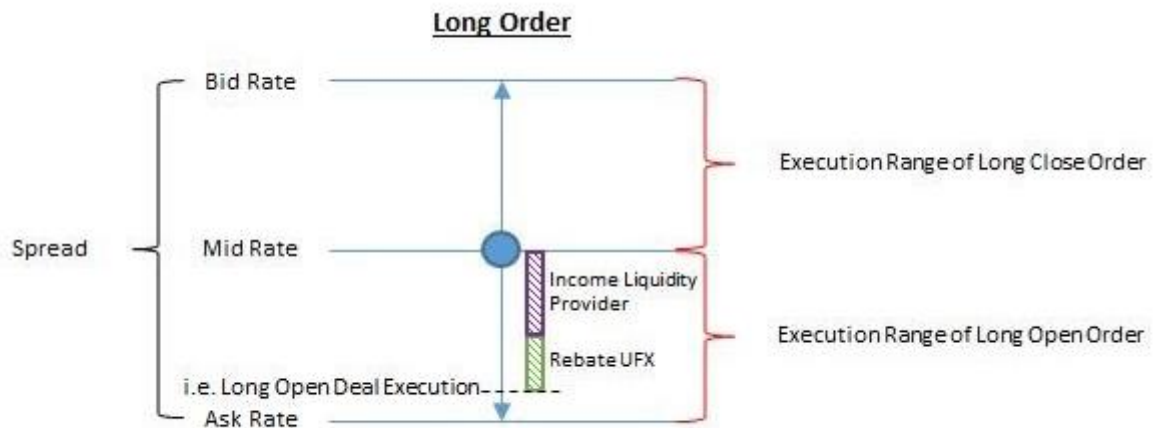 Long Order
Bid Rate
Execution Range of Long Close Order
Spread
Mid Rate
Income Liquidity
Provider
Execution Range of Long Open Order
Rebate UFX
i.e. Long Open Deal Execution
Ask Rate